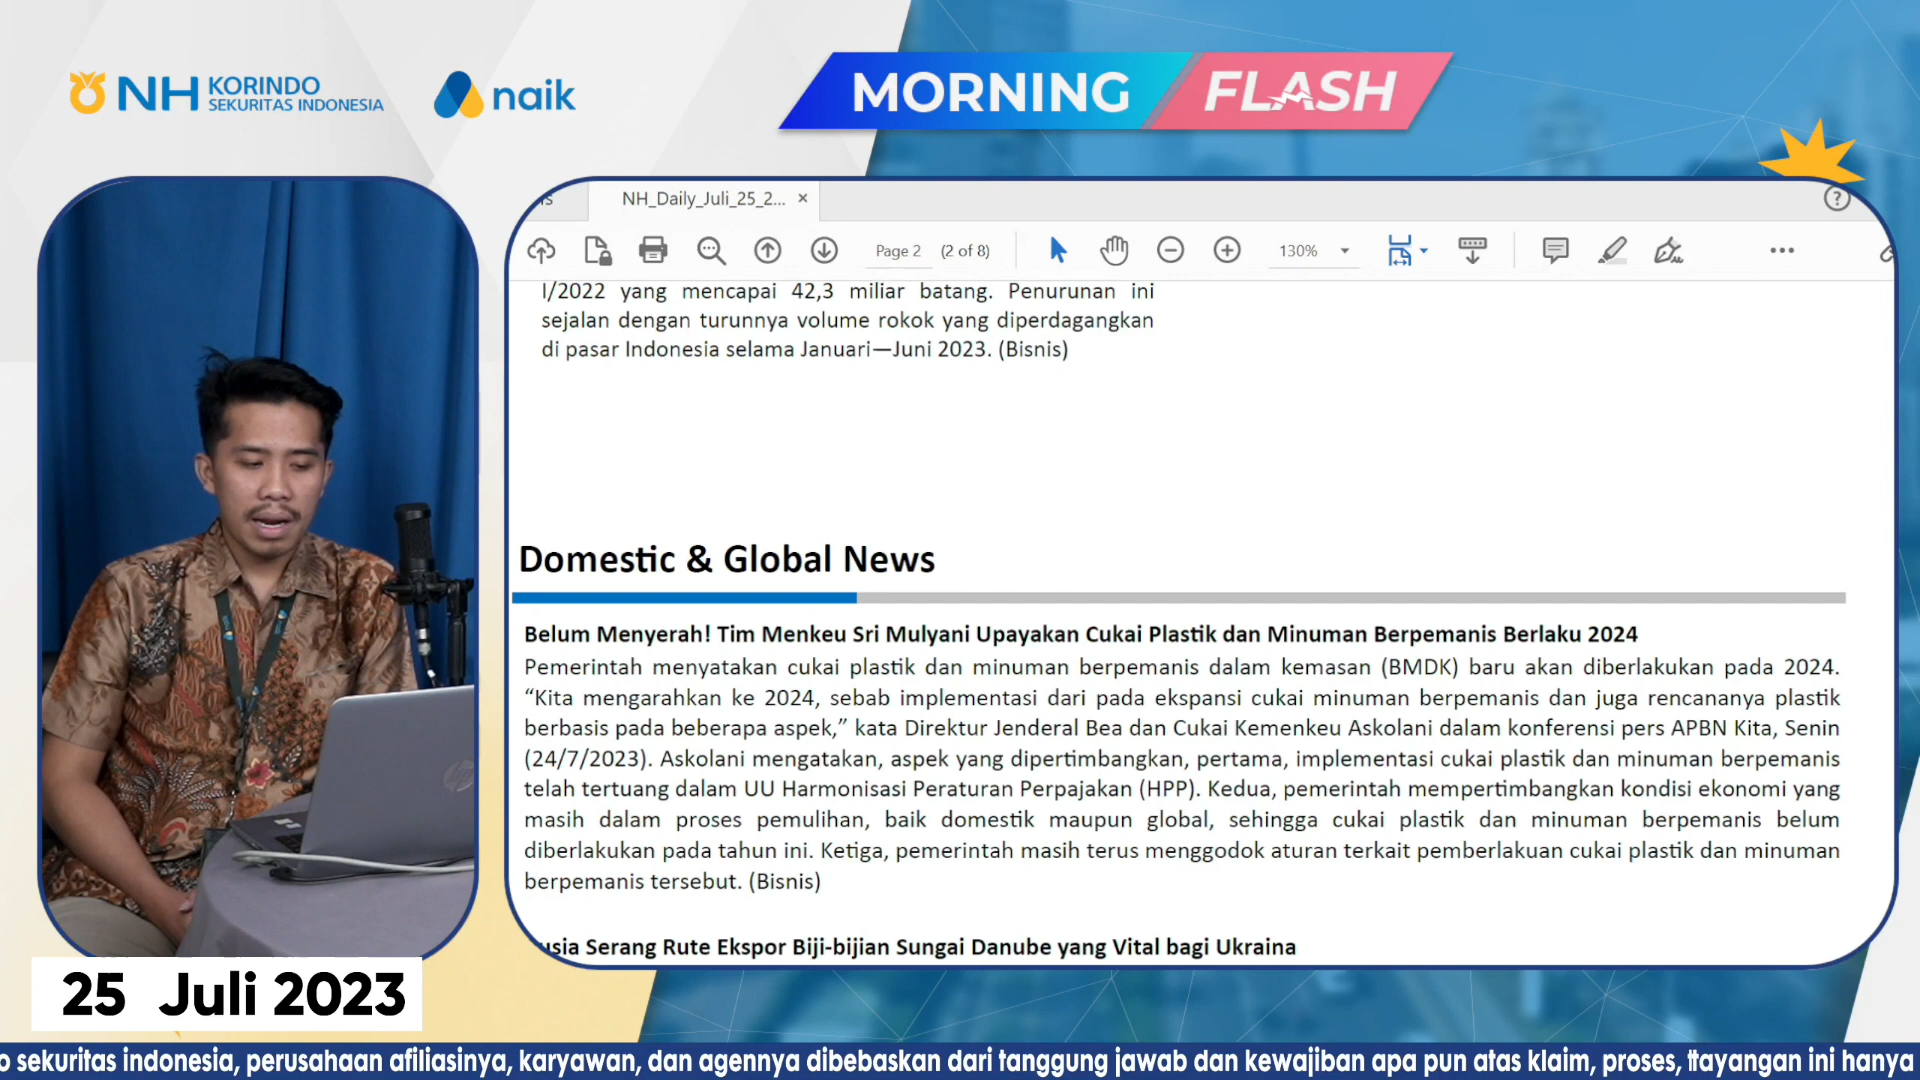 NH KORINDO
SEKURITAS INDONESIA
naik
MORNING FLASH
NH_Daily_Juli_25_2... ×
Page 2 (2 of 8)
130%
I/2022 yang mencapai 42,3 miliar batang. Penurunan ini
sejalan dengan turunnya volume rokok yang diperdagangkan
di pasar Indonesia selama Januari—Juni 2023. (Bisnis)
Domestic & Global News
Belum Menyerah! Tim Menkeu Sri Mulyani Upayakan Cukai Plastik dan Minuman Berpemanis Berlaku 2024
Pemerintah menyatakan cukai plastik dan minuman berpemanis dalam kemasan (BMDK) baru akan diberlakukan pada 2024.
“Kita mengarahkan ke 2024, sebab implementasi dari pada ekspansi cukai minuman berpemanis dan juga rencananya plastik
berbasis pada beberapa aspek,” kata Direktur Jenderal Bea dan Cukai Kemenkeu Askolani dalam konferensi pers APBN Kita, Senin
(24/7/2023). Askolani mengatakan, aspek yang dipertimbangkan, pertama, implementasi cukai plastik dan minuman berpemanis
telah tertuang dalam UU Harmonisasi Peraturan Perpajakan (HPP). Kedua, pemerintah mempertimbangkan kondisi ekonomi yang
masih dalam proses pemulihan, baik domestik maupun global, sehingga cukai plastik dan minuman berpemanis belum
diberlakukan pada tahun ini. Ketiga, pemerintah masih terus menggodok aturan terkait pemberlakuan cukai plastik dan minuman
berpemanis tersebut. (Bisnis)
usia Serang Rute Ekspor Biji-bijian Sungai Danube yang Vital bagi Ukraina
25 Juli 2023
o sekuritas indonesia, perusahaan afiliasinya, karyawan, dan agennya dibebaskan dari tanggung jawab dan kewajiban apa pun atas klaim, proses, tayangan ini hanya